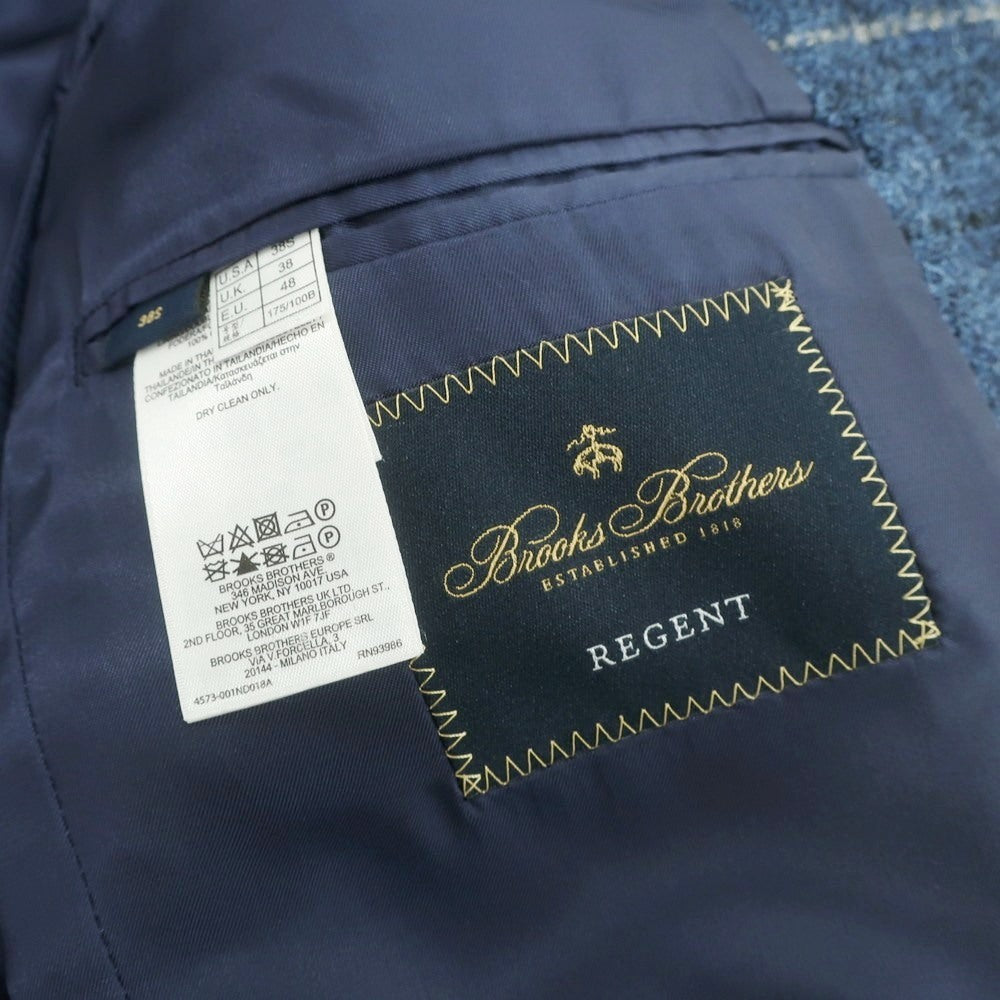 38S
U.S.A 38S
U.K. 38
E.U. 48
175/100B
100%
MADE IN THA
THAILANDE/IN TH
CONFEZIONATO IN TAILANDIA/HECHO EN
TAILANDIA/Κατασκευάζεται στην
Ταϊλάνδη
DRY CLEAN ONLY.
P
P
BROOKS BROTHERS ®
346 MADISON AVE.
NEW YORK, NY 10017 USA
BROOKS BROTHERS UK LTD.
2ND FLOOR, 35 GREAT MARLBOROUGH ST.,
LONDON W1F 7JF
BROOKS BROTHERS EUROPE SRL
VIA V.FORCELLA, 3
20144 - MILANO ITALY
RN93986
4573-001ND018A
Brooks Brothers
ESTABLISHED 1818
REGENT